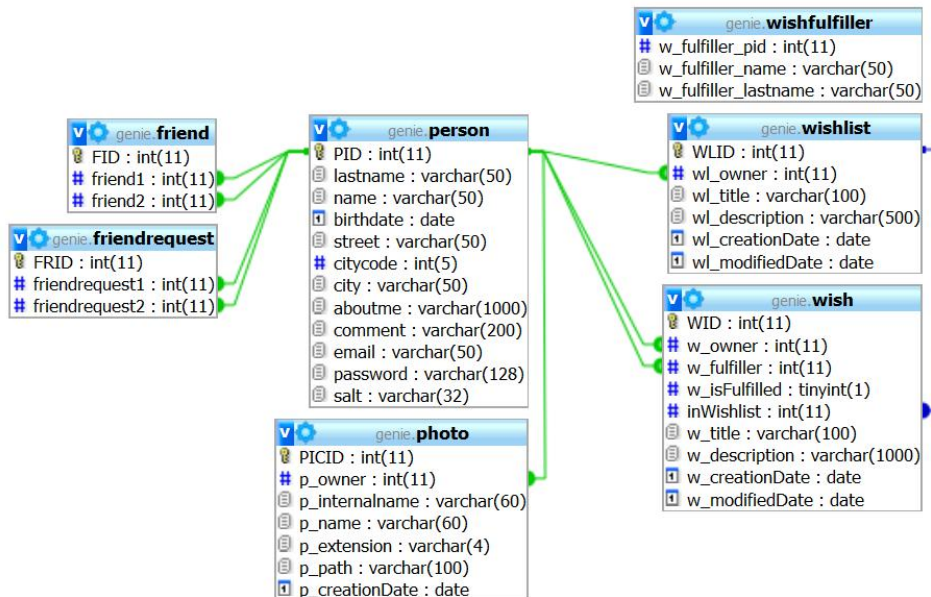 genie.wishfulfiller
w_fulfiller_pid : int(11)
w_fulfiller_name : varchar(50)
w_fulfiller_lastname : varchar(50)
genie.friend
FID : int(11)
friend1 : int(11)
friend2 : int(11)
genie.friendrequest
FRID : int(11)
friendrequest1 : int(11)
friendrequest2 : int(11)
genie.person
PID : int(11)
lastname : varchar(50)
name : varchar(50)
birthdate : date
street : varchar(50)
citycode : int(5)
city : varchar(50)
aboutme : varchar(1000)
comment : varchar(200)
email : varchar(50)
password : varchar(128)
salt : varchar(32)
genie.photo
PICID : int(11)
p_owner : int(11)
p_internalname : varchar(60)
p_name : varchar(60)
p_extension : varchar(4)
p_path : varchar(100)
p_creationDate : date
genie.wishlist
WLID : int(11)
wl_owner : int(11)
wl_title : varchar(100)
wl_description : varchar(500)
wl_creationDate : date
wl_modifiedDate : date
genie.wish
WID : int(11)
w_owner : int(11)
w_fulfiller : int(11)
w_isFulfilled : tinyint(1)
inWishlist : int(11)
w_title : varchar(100)
w_description : varchar(1000)
w_creationDate : date
w_modifiedDate : date